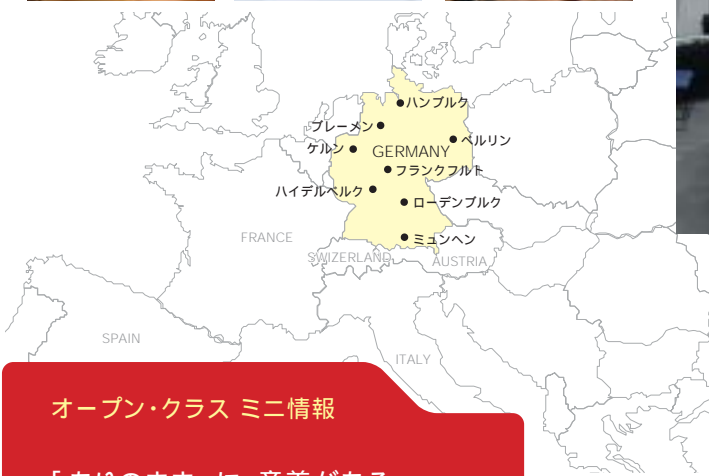 ハンブルク
ブレーメン
ベルリン
ケルン
GERMANY
フランクフルト
ハイデルベルク
ローデンブルク
ミュンヘン
FRANCE
SWIZERLAND
AUSTRIA
SPAIN
ITALY
オープン・クラス ミニ情報